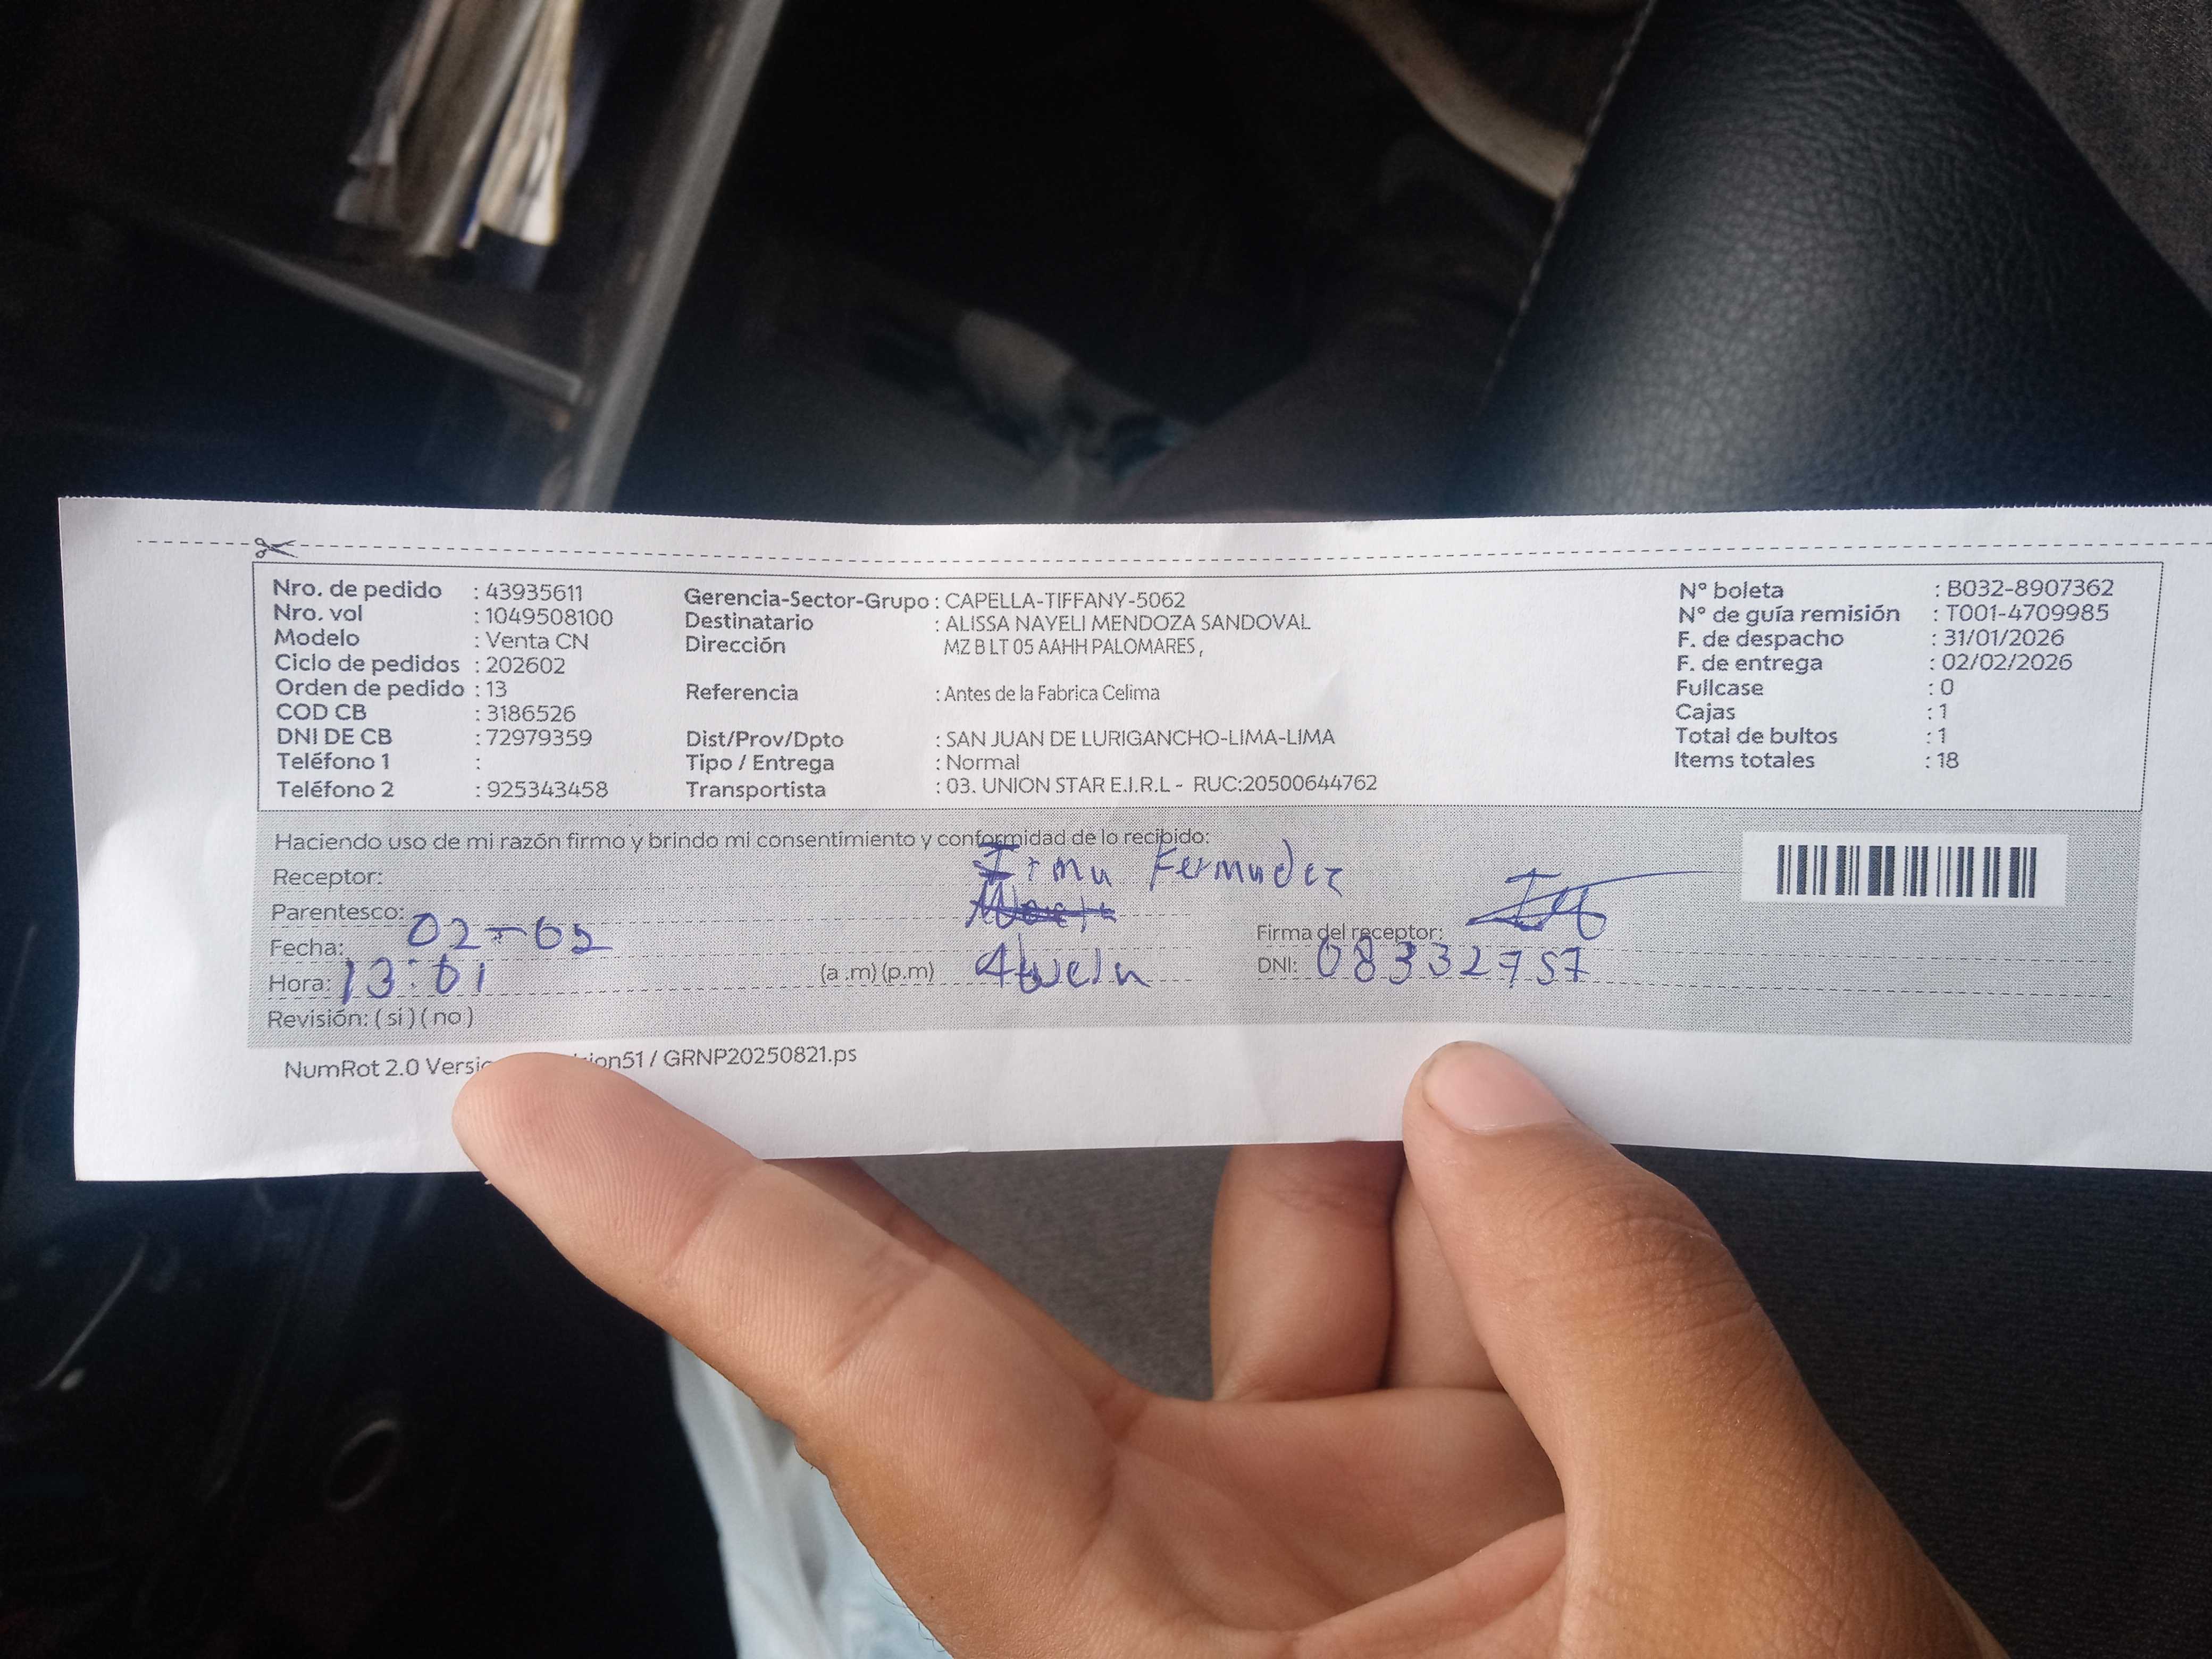 Nro. de pedido : 43935611
Nro. vol : 1049508100
Modelo : Venta CN
Ciclo de pedidos : 202602
Orden de pedido : 13
COD CB : 3186526
DNI DE CB : 72979359
Teléfono 1 :
Teléfono 2 : 925343458
Gerencia-Sector-Grupo : CAPELLA-TIFFANY-5062
Destinatario : ALISSA NAYELI MENDOZA SANDOVAL
Dirección MZ B LT 05 AAHH PALOMARES ,
Referencia : Antes de la Fabrica Celima
Dist/Prov/Dpto : SAN JUAN DE LURIGANCHO-LIMA-LIMA
Tipo / Entrega : Normal
Transportista : 03. UNION STAR E.I.R.L - RUC:20500644762
N° boleta : B032-8907362
N° de guía remisión : T001-4709985
F. de despacho : 31/01/2026
F. de entrega : 02/02/2026
Fullcase : 0
Cajas : 1
Total de bultos : 1
Items totales : 18
Haciendo uso de mi razón firmo y brindo mi consentimiento y conformidad de lo recibido:
Receptor: Irma
Parentesco:
Fecha: 02-02 Firma del receptor:
Hora: 13:01 (a .m) (p.m) Abuela DNI: 08332757
Revisión: ( si ) ( no )
NumRot 2.0 / GRNP20250821.ps